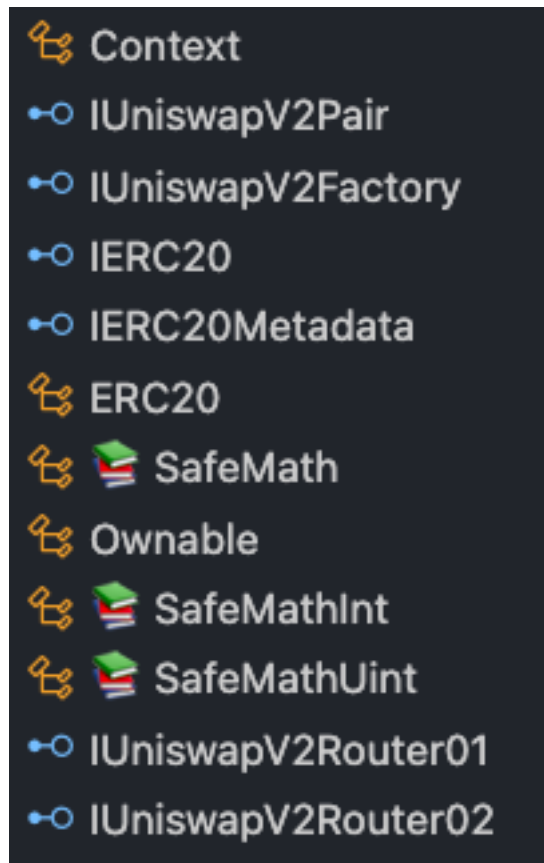 Context
IUniswapV2Pair
IUniswapV2Factory
IERC20
IERC20Metadata
ERC20
SafeMath
Ownable
SafeMathInt
SafeMathUint
IUniswapV2Router01
IUniswapV2Router02